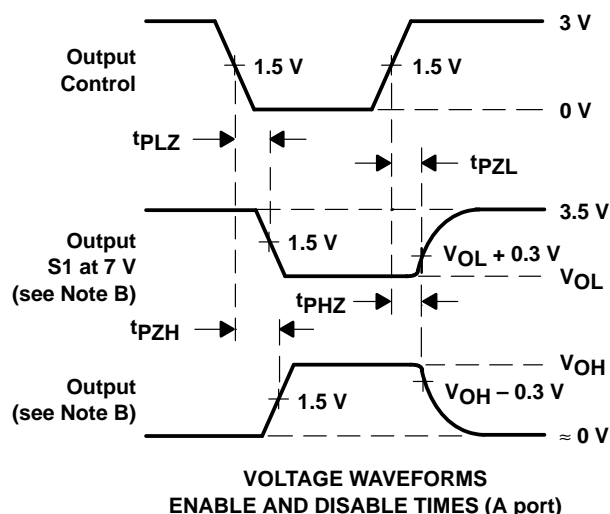 3 V
Output
Control
1.5 V
1.5 V
0 V
tPLZ
tPZL
3.5 V
Output
S1 at 7 V
(see Note B)
1.5 V
VOL + 0.3 V
VOL
tPHZ
tPZH
VOH
Output
(see Note B)
1.5 V
VOH – 0.3 V
≈ 0 V
VOLTAGE WAVEFORMS
ENABLE AND DISABLE TIMES (A port)